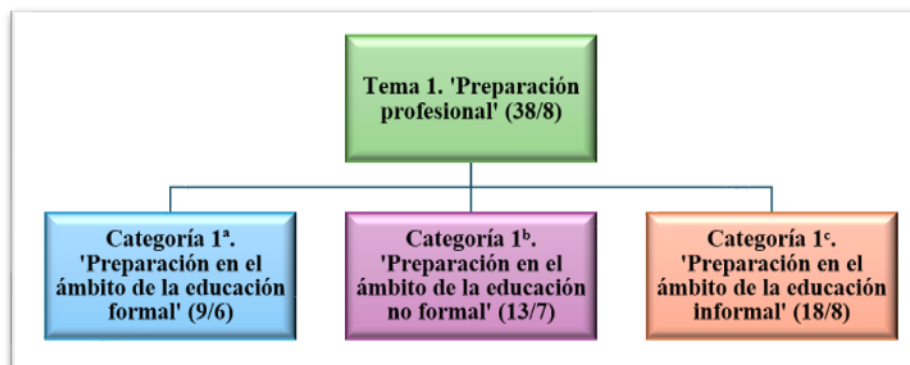 Tema 1. 'Preparación
profesional' (38/8)
Categoría 1ª.
'Preparación en el
ámbito de la educación
formal' (9/6)
Categoría 1ᵇ.
'Preparación en el
ámbito de la educación
no formal' (13/7)
Categoría 1ᶜ.
'Preparación en el
ámbito de la educación
informal' (18/8)